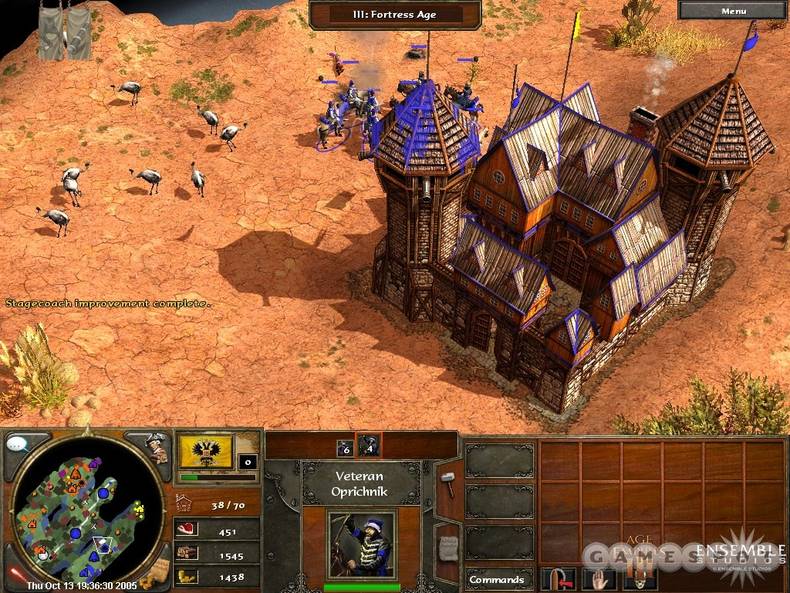 III: Fortress Age
Menu
Stagecoach improvement complete.
6
4
0
Veteran
Oprichnik
38 / 70
451
1545
1438
Commands
AGE
GAMES
ENSEMBLE
STUDIOS
Thu Oct 13 19:36:30 2005